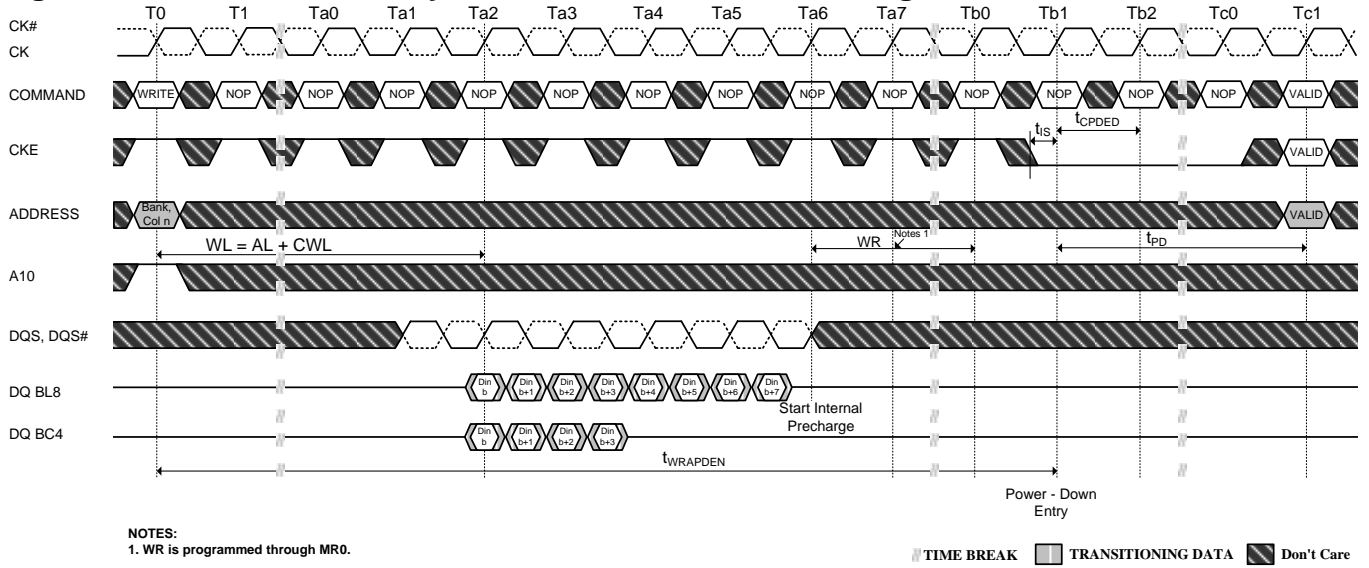 T0 T1 Ta0 Ta1 Ta2 Ta3 Ta4 Ta5 Ta6 Ta7 Tb0 Tb1 Tb2 Tc0 Tc1
CK#
CK
COMMAND WRITE NOP NOP NOP NOP NOP NOP NOP NOP NOP NOP NOP NOP NOP VALID
tIS tCPDED
CKE VALID
ADDRESS Bank, Col n VALID
WL = AL + CWL WR Notes 1 tPD
A10
DQS, DQS#
DQ BL8 Din b Din b+1 Din b+2 Din b+3 Din b+4 Din b+5 Din b+6 Din b+7
Start Internal
Precharge
DQ BC4 Din b Din b+1 Din b+2 Din b+3
tWRAPDEN
Power - Down
Entry
NOTES:
1. WR is programmed through MR0.
TIME BREAK TRANSITIONING DATA Don't Care